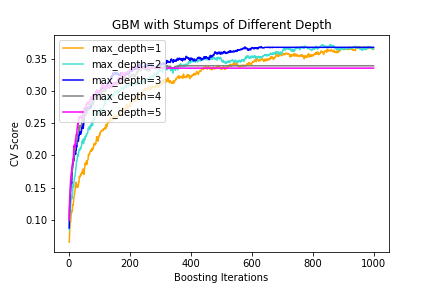 GBM with Stumps of Different Depth
max_depth=1
max_depth=2
max_depth=3
max_depth=4
max_depth=5
CV Score
0.35
0.30
0.25
0.20
0.15
0.10
0
200
400
600
800
1000
Boosting Iterations